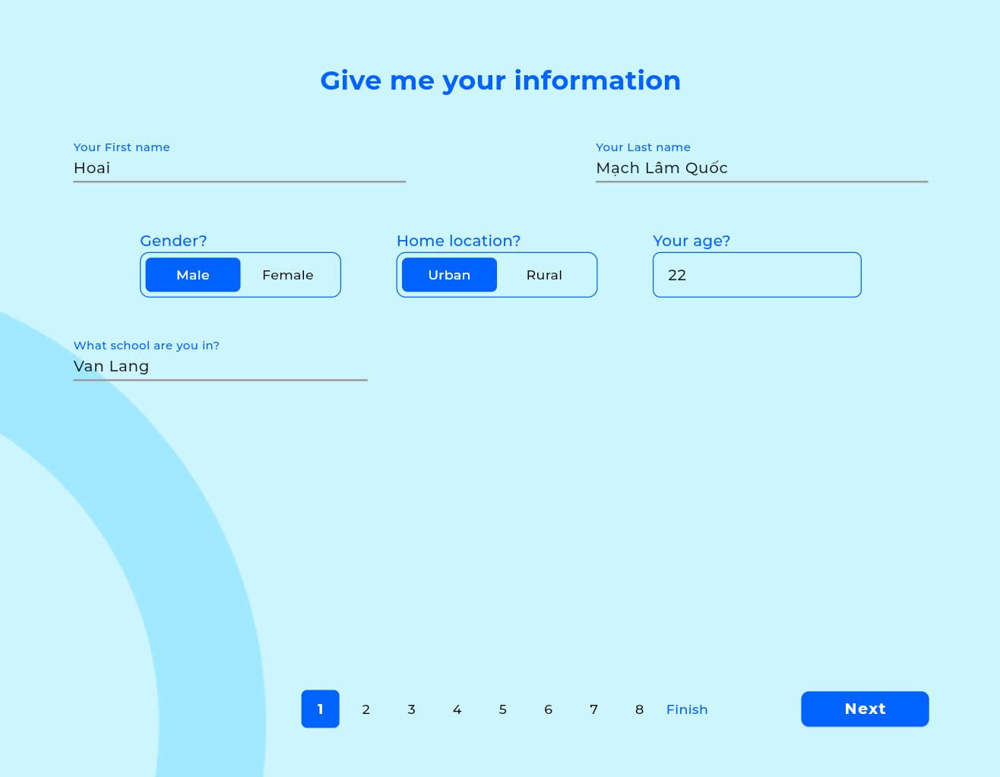 Give me your information
Your First name
Hoai
Your Last name
Mạch Lâm Quốc
Gender?
Male Female
Home location?
Urban Rural
Your age?
22
What school are you in?
Van Lang
1 2 3 4 5 6 7 8 Finish
Next